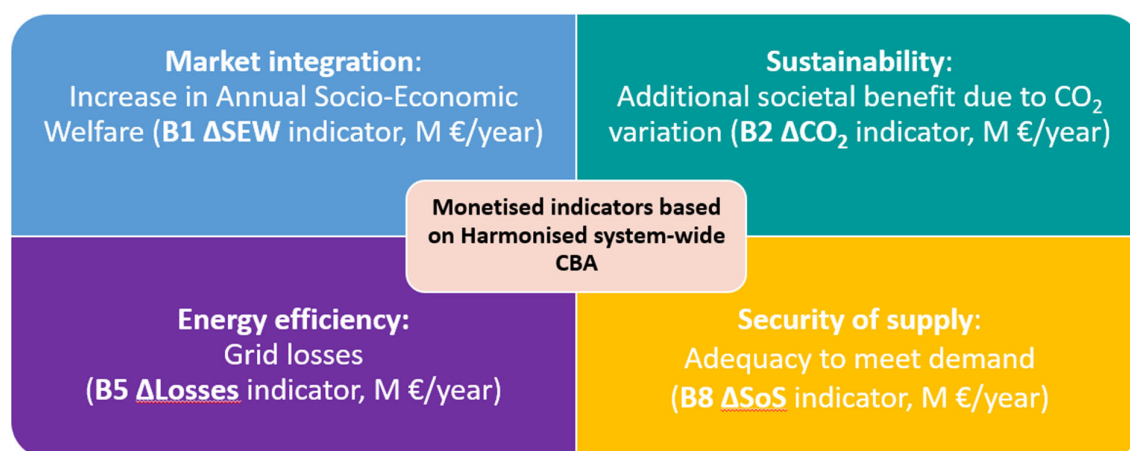 Market integration:
Increase in Annual Socio-Economic
Welfare (B1 ΔSEW indicator, M €/year)
Sustainability:
Additional societal benefit due to CO₂
variation (B2 ΔCO₂ indicator, M €/year)
Monetised indicators based
on Harmonised system-wide
CBA
Energy efficiency:
Grid losses
(B5 ΔLosses indicator, M €/year)
Security of supply:
Adequacy to meet demand
(B8 ΔSoS indicator, M €/year)